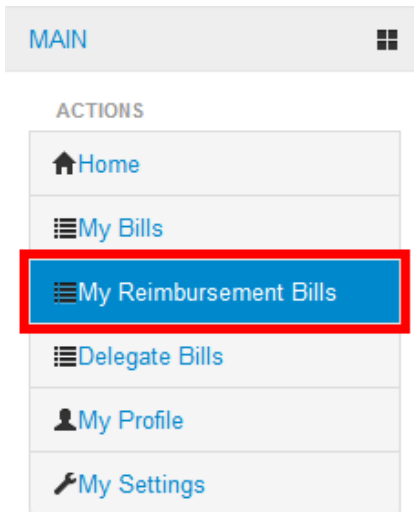 MAIN
ACTIONS
Home
My Bills
My Reimbursement Bills
Delegate Bills
My Profile
My Settings